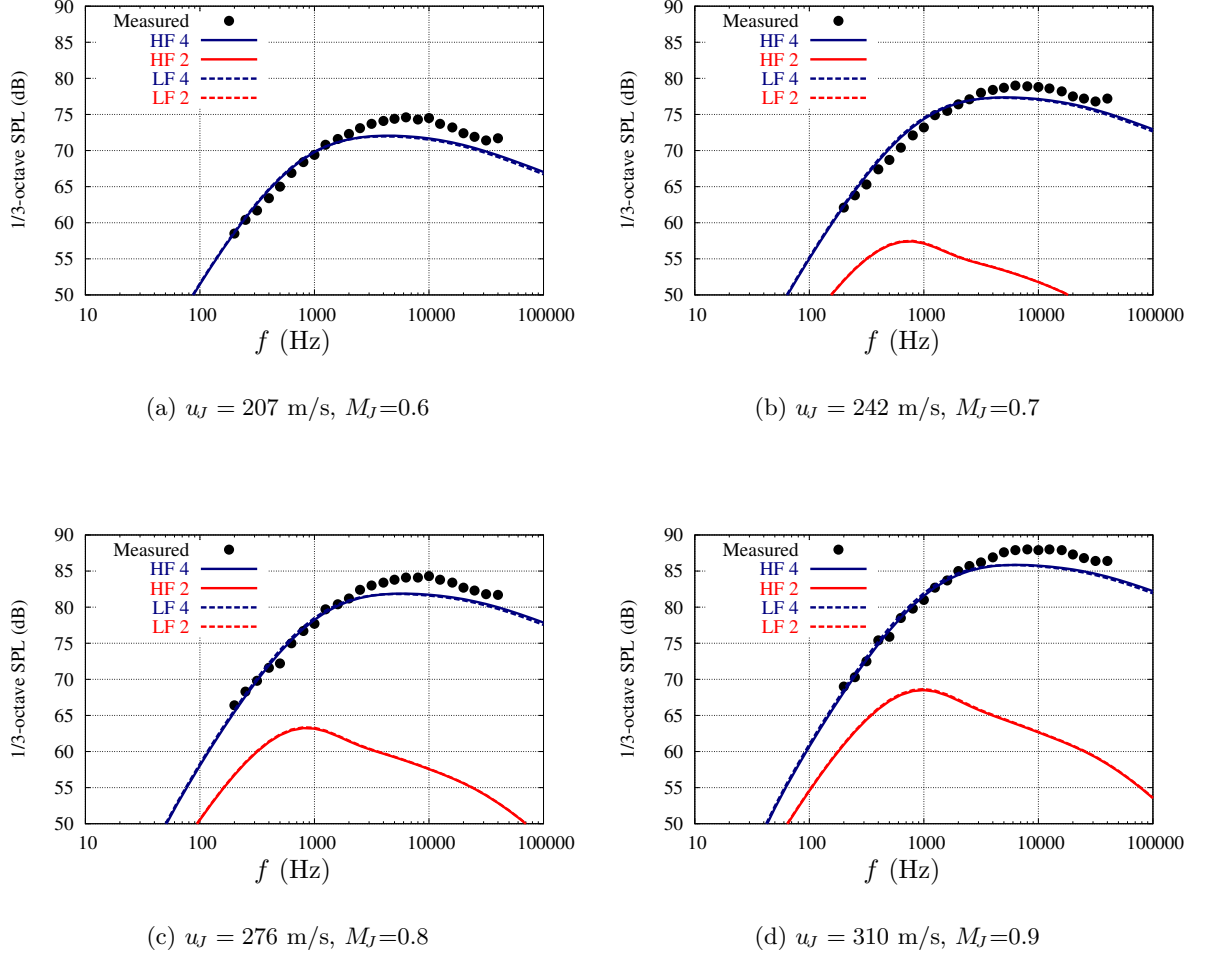 90
85
80
75
70
65
60
55
50
1/3-octave SPL (dB)
Measured
HF 4
HF 2
LF 4
LF 2
10 100 1000 10000 100000
f (Hz)
(a) u_J = 207 m/s, M_J=0.6
90
85
80
75
70
65
60
55
50
1/3-octave SPL (dB)
Measured
HF 4
HF 2
LF 4
LF 2
10 100 1000 10000 100000
f (Hz)
(b) u_J = 242 m/s, M_J=0.7
90
85
80
75
70
65
60
55
50
1/3-octave SPL (dB)
Measured
HF 4
HF 2
LF 4
LF 2
10 100 1000 10000 100000
f (Hz)
(c) u_J = 276 m/s, M_J=0.8
90
85
80
75
70
65
60
55
50
1/3-octave SPL (dB)
Measured
HF 4
HF 2
LF 4
LF 2
10 100 1000 10000 100000
f (Hz)
(d) u_J = 310 m/s, M_J=0.9